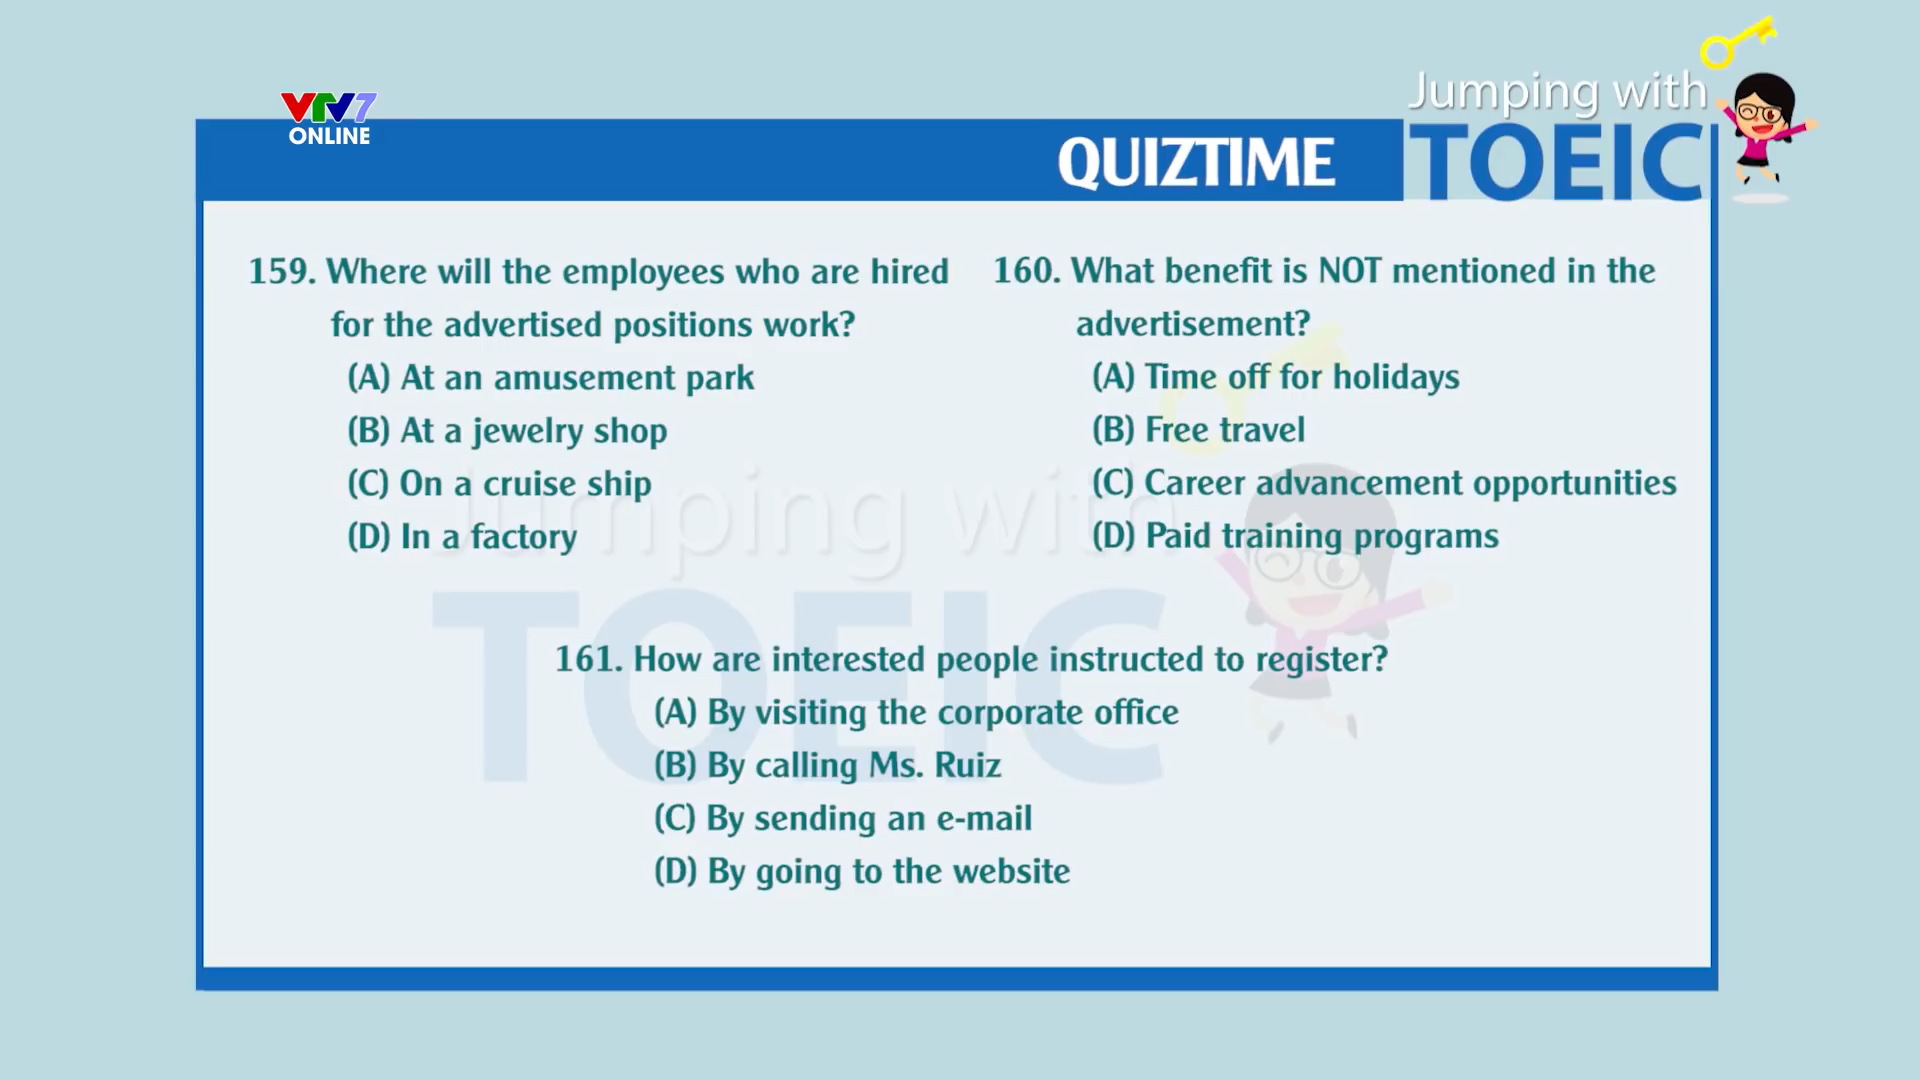 VTV7
ONLINE
Jumping with
TOEIC
QUIZTIME
159. Where will the employees who are hired
for the advertised positions work?
(A) At an amusement park
(B) At a jewelry shop
(C) On a cruise ship
(D) In a factory
160. What benefit is NOT mentioned in the
advertisement?
(A) Time off for holidays
(B) Free travel
(C) Career advancement opportunities
(D) Paid training programs
161. How are interested people instructed to register?
(A) By visiting the corporate office
(B) By calling Ms. Ruiz
(C) By sending an e-mail
(D) By going to the website
Jumping with
TOEIC